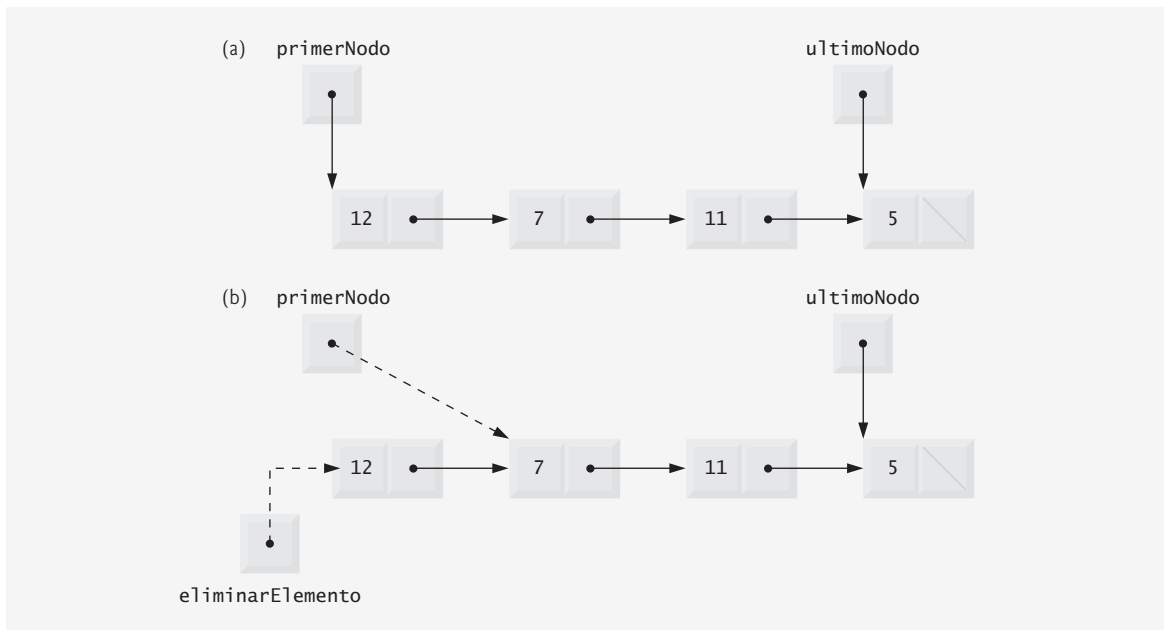 (a) primerNodo ultimoNodo
12 7 11 5
(b) primerNodo ultimoNodo
12 7 11 5
eliminarElemento